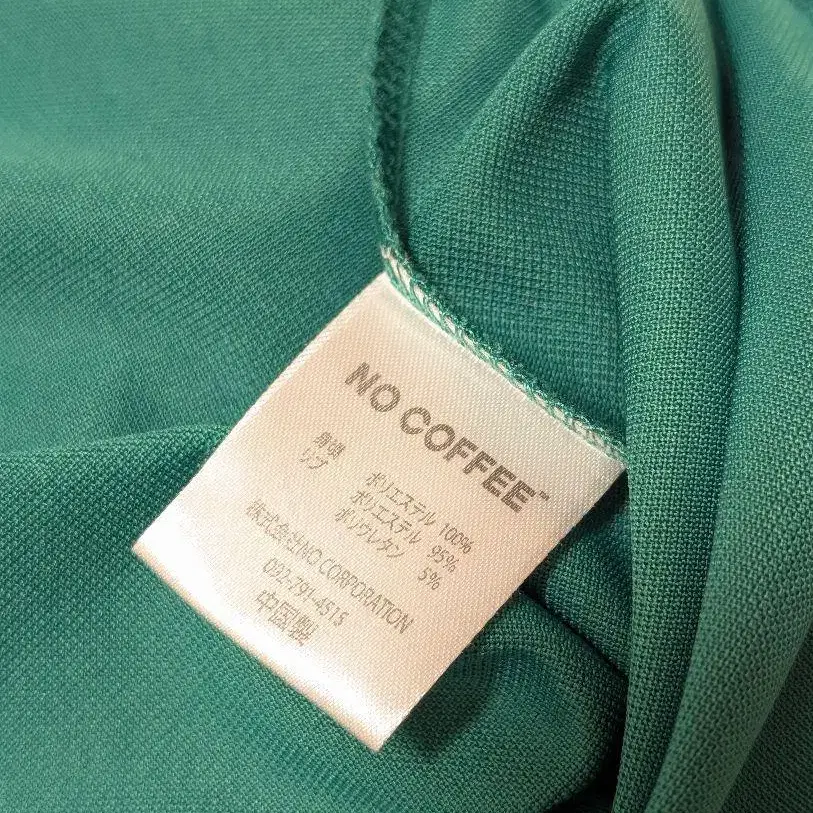 NO COFFEE™
身頃 ポリエステル 100%
リブ ポリエステル 95%
ポリウレタン 5%
株式会社NO CORPORATION
092-791-4515
中国製